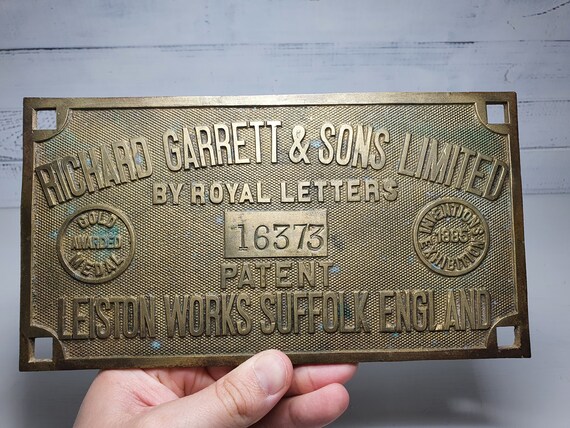 RICHARD GARRETT & SONS LIMITED
BY ROYAL LETTERS
GOLD
AWARDED
MEDAL
16373
INVENTIONS
1885
EXHIBITION
PATENT
LEISTON WORKS SUFFOLK ENGLAND